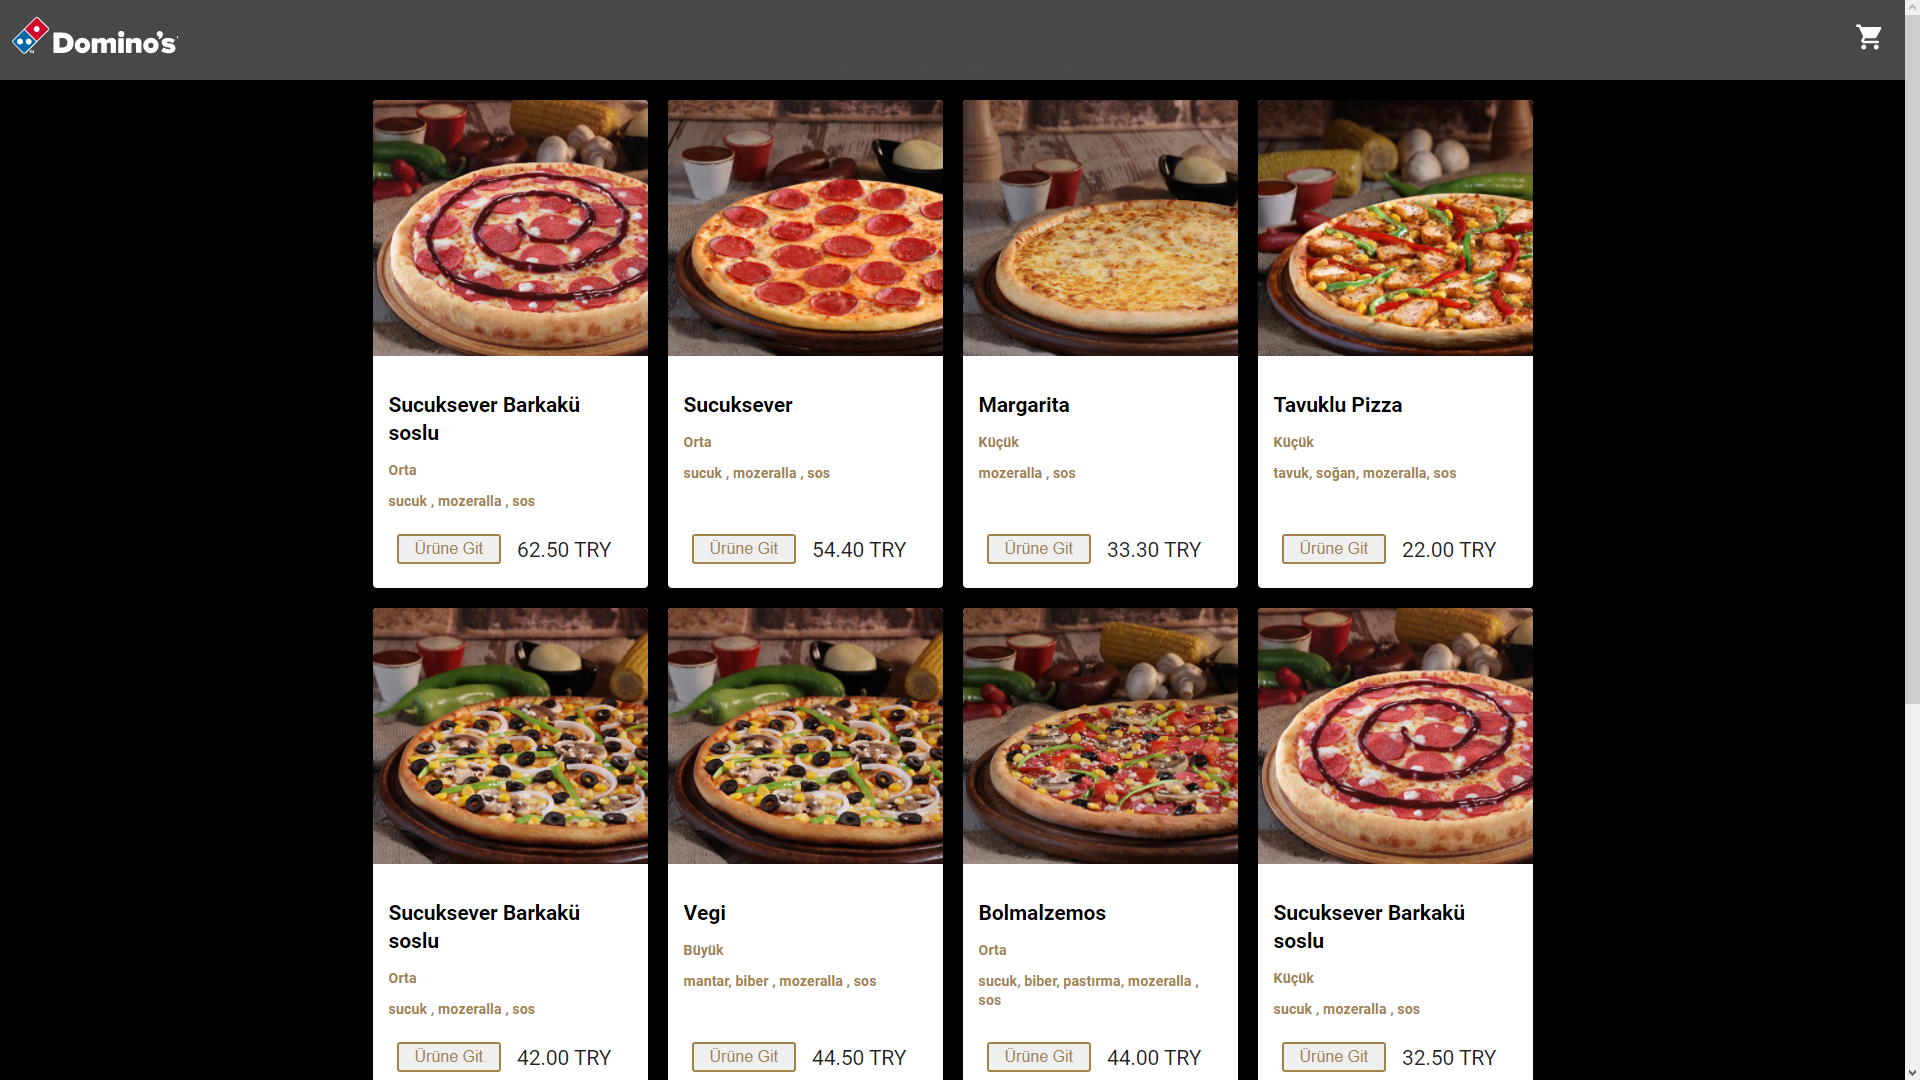 Domino's
Sucuksever Barkakü
soslu
Orta
sucuk , mozeralla , sos
Ürüne Git
62.50 TRY
Sucuksever
Orta
sucuk , mozeralla , sos
Ürüne Git
54.40 TRY
Margarita
Küçük
mozeralla , sos
Ürüne Git
33.30 TRY
Tavuklu Pizza
Küçük
tavuk, soğan, mozeralla, sos
Ürüne Git
22.00 TRY
Sucuksever Barkakü
soslu
Orta
sucuk , mozeralla , sos
Ürüne Git
42.00 TRY
Vegi
Büyük
mantar, biber , mozeralla , sos
Ürüne Git
44.50 TRY
Bolmalzemos
Orta
sucuk, biber, pastırma, mozeralla ,
sos
Ürüne Git
44.00 TRY
Sucuksever Barkakü
soslu
Küçük
sucuk , mozeralla , sos
Ürüne Git
32.50 TRY